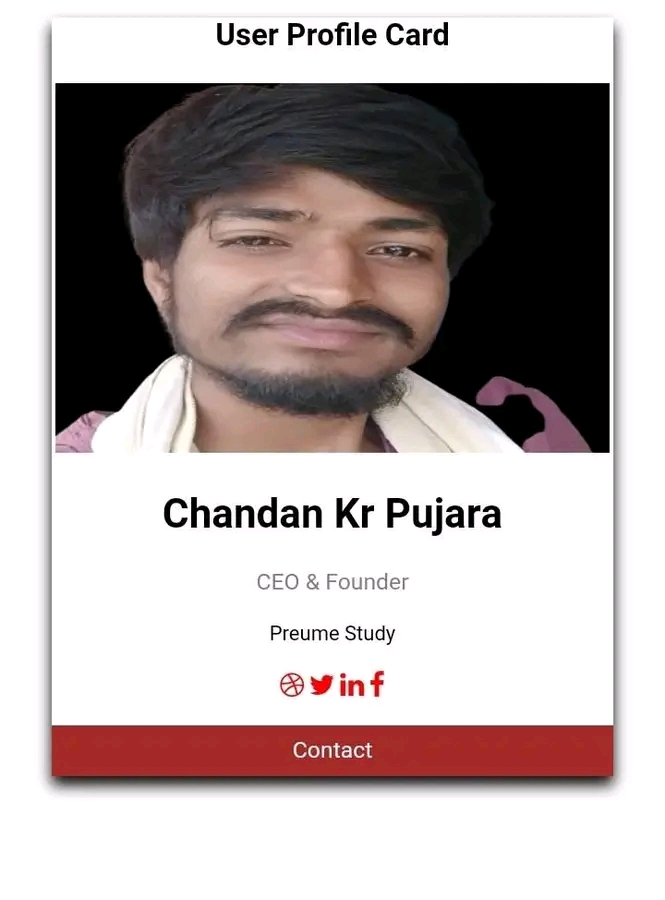 User Profile Card
Chandan Kr Pujara
CEO & Founder
Preume Study
Contact